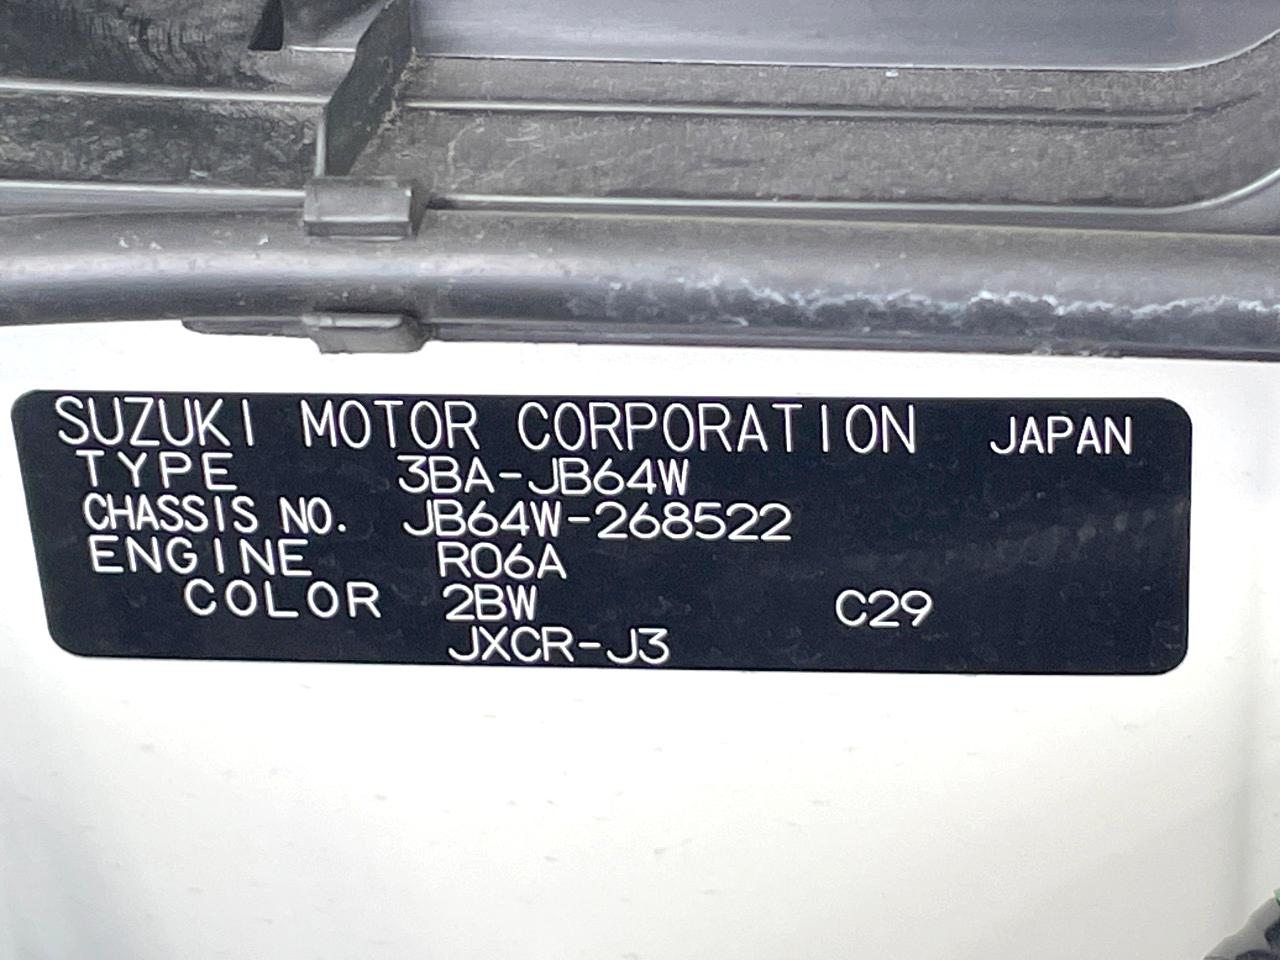 SUZUKI MOTOR CORPORATION JAPAN
TYPE 3BA-JB64W
CHASSIS NO. JB64W-268522
ENGINE R06A
COLOR 2BW C29
JXCR-J3